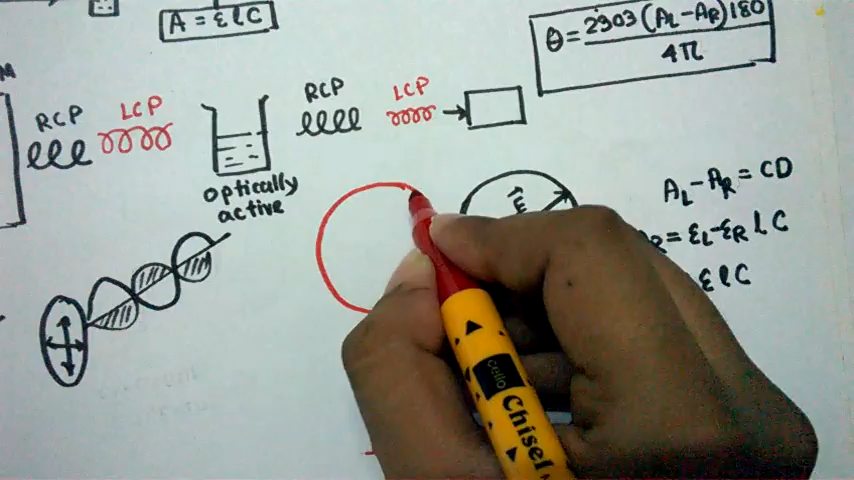 A = εlC
θ = 2303 (AL - AR) 180
4π
M
RCP LCP
RCP LCP
optically
active
E
AL - AR = CD
R = εL - εR lC
εlC
cello
Chisel